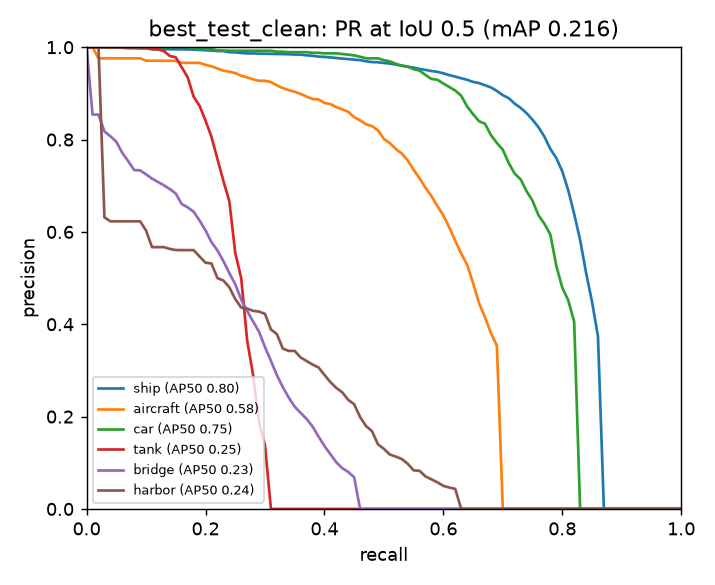 best_test_clean: PR at IoU 0.5 (mAP 0.216)
1.0
0.8
0.6
0.4
0.2
0.0
precision
ship (AP50 0.80)
aircraft (AP50 0.58)
car (AP50 0.75)
tank (AP50 0.25)
bridge (AP50 0.23)
harbor (AP50 0.24)
0.0 0.2 0.4 0.6 0.8 1.0
recall